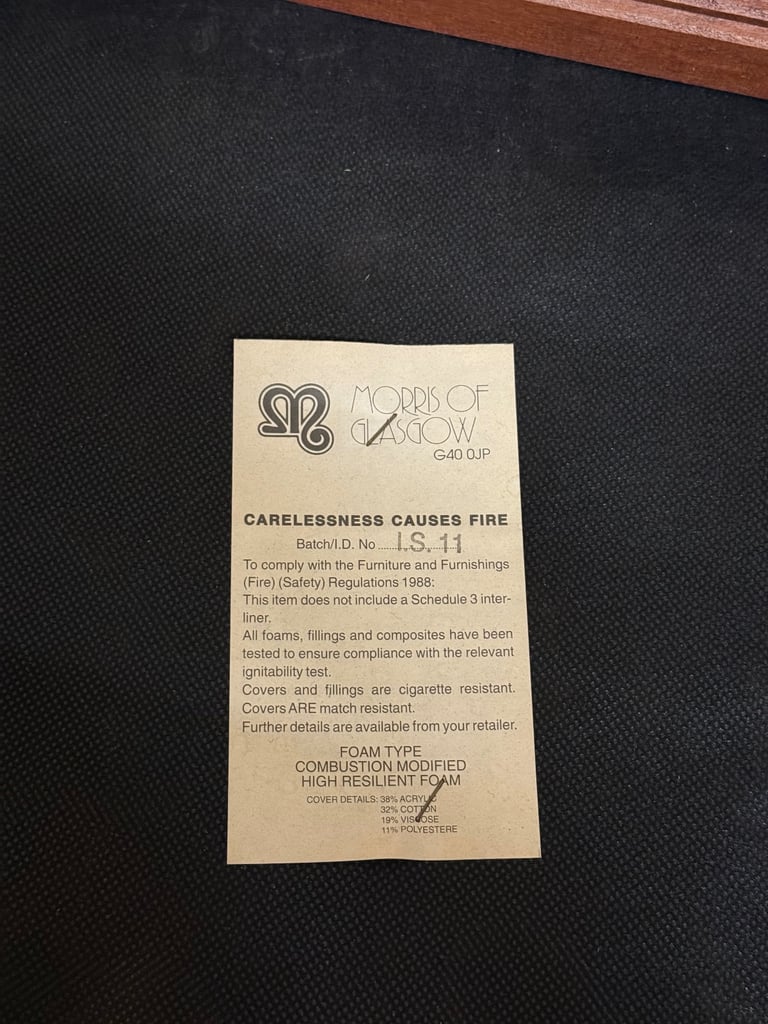 MORRIS OF
GLASGOW
G40 0JP
CARELESSNESS CAUSES FIRE
Batch/I.D. No ........I.S. 11
To comply with the Furniture and Furnishings
(Fire) (Safety) Regulations 1988:
This item does not include a Schedule 3 inter-
liner.
All foams, fillings and composites have been
tested to ensure compliance with the relevant
ignitability test.
Covers and fillings are cigarette resistant.
Covers ARE match resistant.
Further details are available from your retailer.
FOAM TYPE
COMBUSTION MODIFIED
HIGH RESILIENT FOAM
COVER DETAILS: 38% ACRYLIC
32% COTTON
19% VISCOSE
11% POLYESTERE